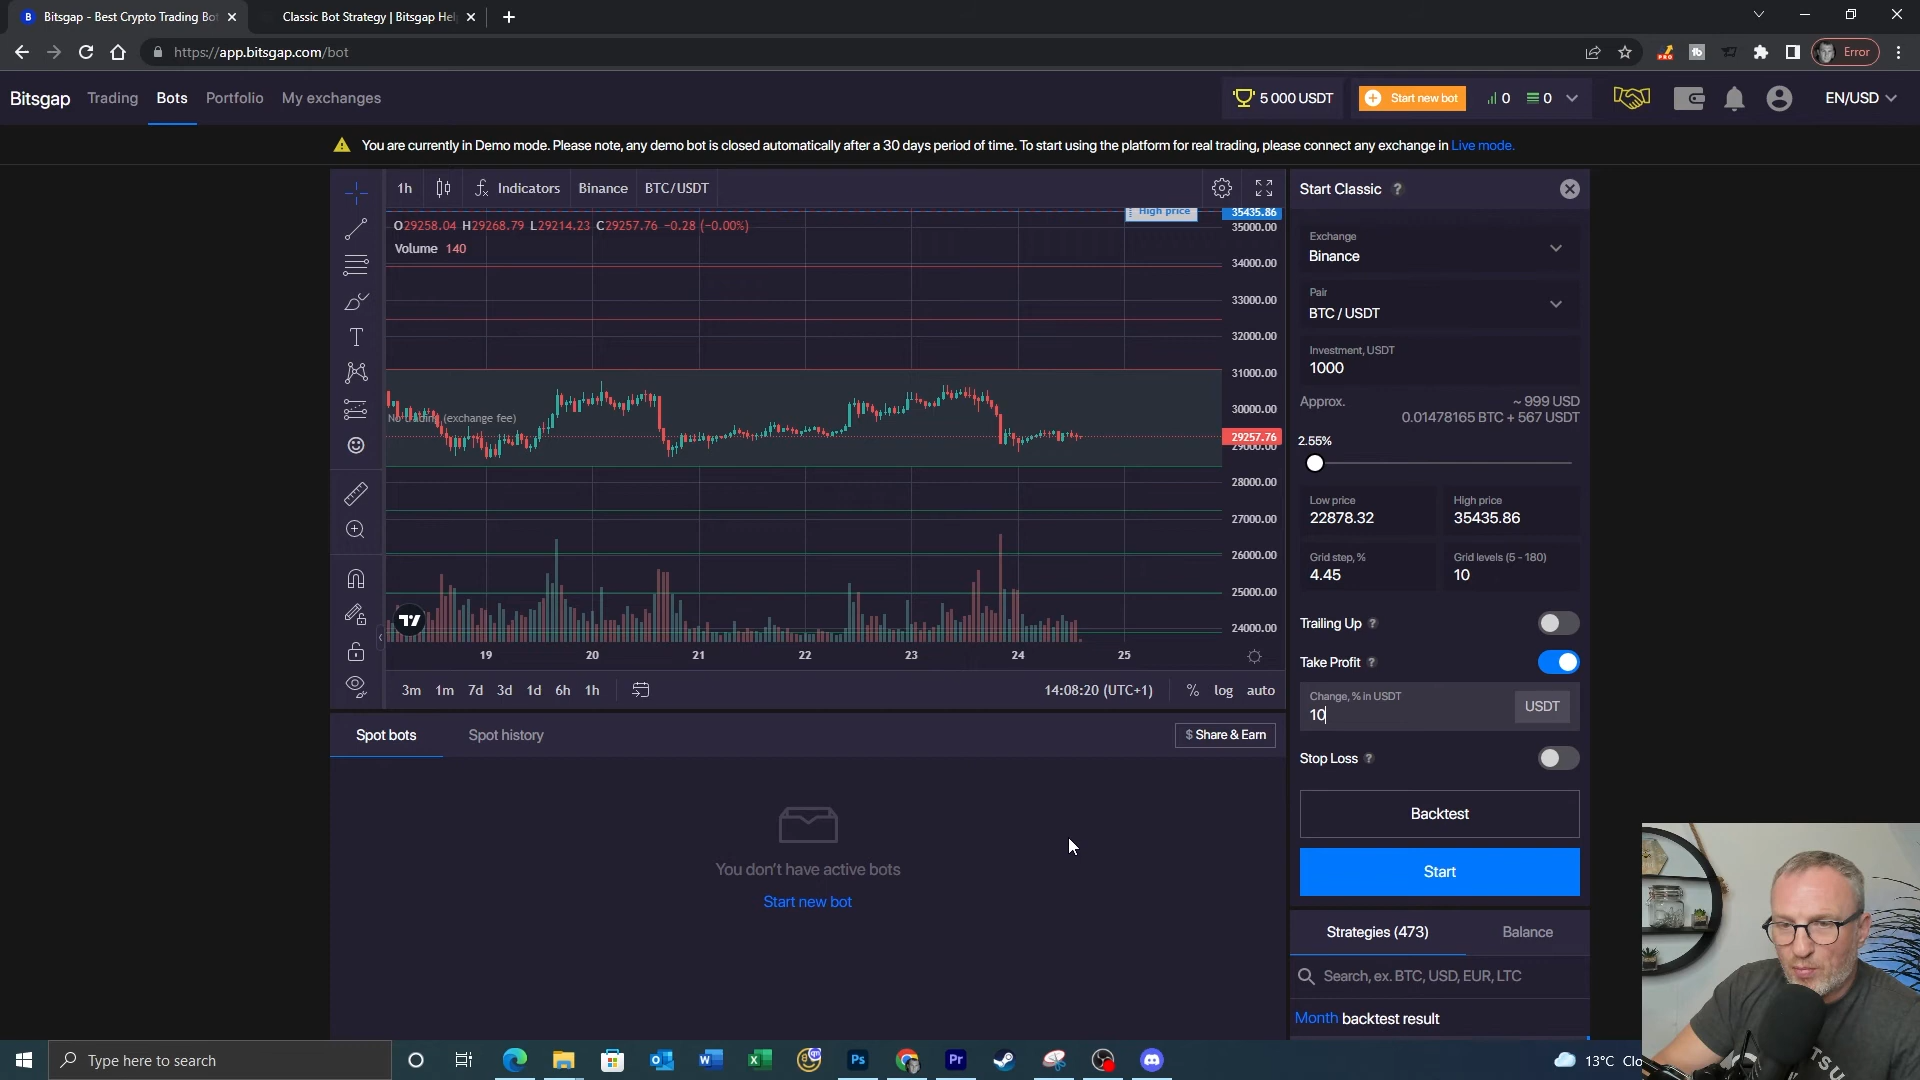 Bitsgap - Best Crypto Trading Bot
Classic Bot Strategy | Bitsgap Hel
https://app.bitsgap.com/bot
Error
Bitsgap
Trading
Bots
Portfolio
My exchanges
5 000 USDT
Start new bot
0
0
EN/USD
You are currently in Demo mode. Please note, any demo bot is closed automatically after a 30 days period of time. To start using the platform for real trading, please connect any exchange in Live mode.
1h
Indicators
Binance
BTC/USDT
O29258.04 H29268.79 L29214.23 C29257.76 -0.28 (-0.00%)
Volume 140
No trading (exchange fee)
High price
35435.86
35000.00
34000.00
33000.00
32000.00
31000.00
30000.00
29257.76
29000.00
28000.00
27000.00
26000.00
25000.00
24000.00
19
20
21
22
23
24
25
3m
1m
7d
3d
1d
6h
1h
14:08:20 (UTC+1)
%
log
auto
Spot bots
Spot history
$ Share & Earn
You don't have active bots
Start new bot
Start Classic ?
Exchange
Binance
Pair
BTC / USDT
Investment, USDT
1000
Approx.
~ 999 USD
0.01478165 BTC + 567 USDT
2.55%
Low price
22878.32
High price
35435.86
Grid step, %
4.45
Grid levels (5 - 180)
10
Trailing Up ?
Take Profit ?
Change, % in USDT
10
USDT
Stop Loss ?
Backtest
Start
Strategies (473)
Balance
Search, ex. BTC, USD, EUR, LTC
Month backtest result
Type here to search
Ps
Pr
13°C Clo